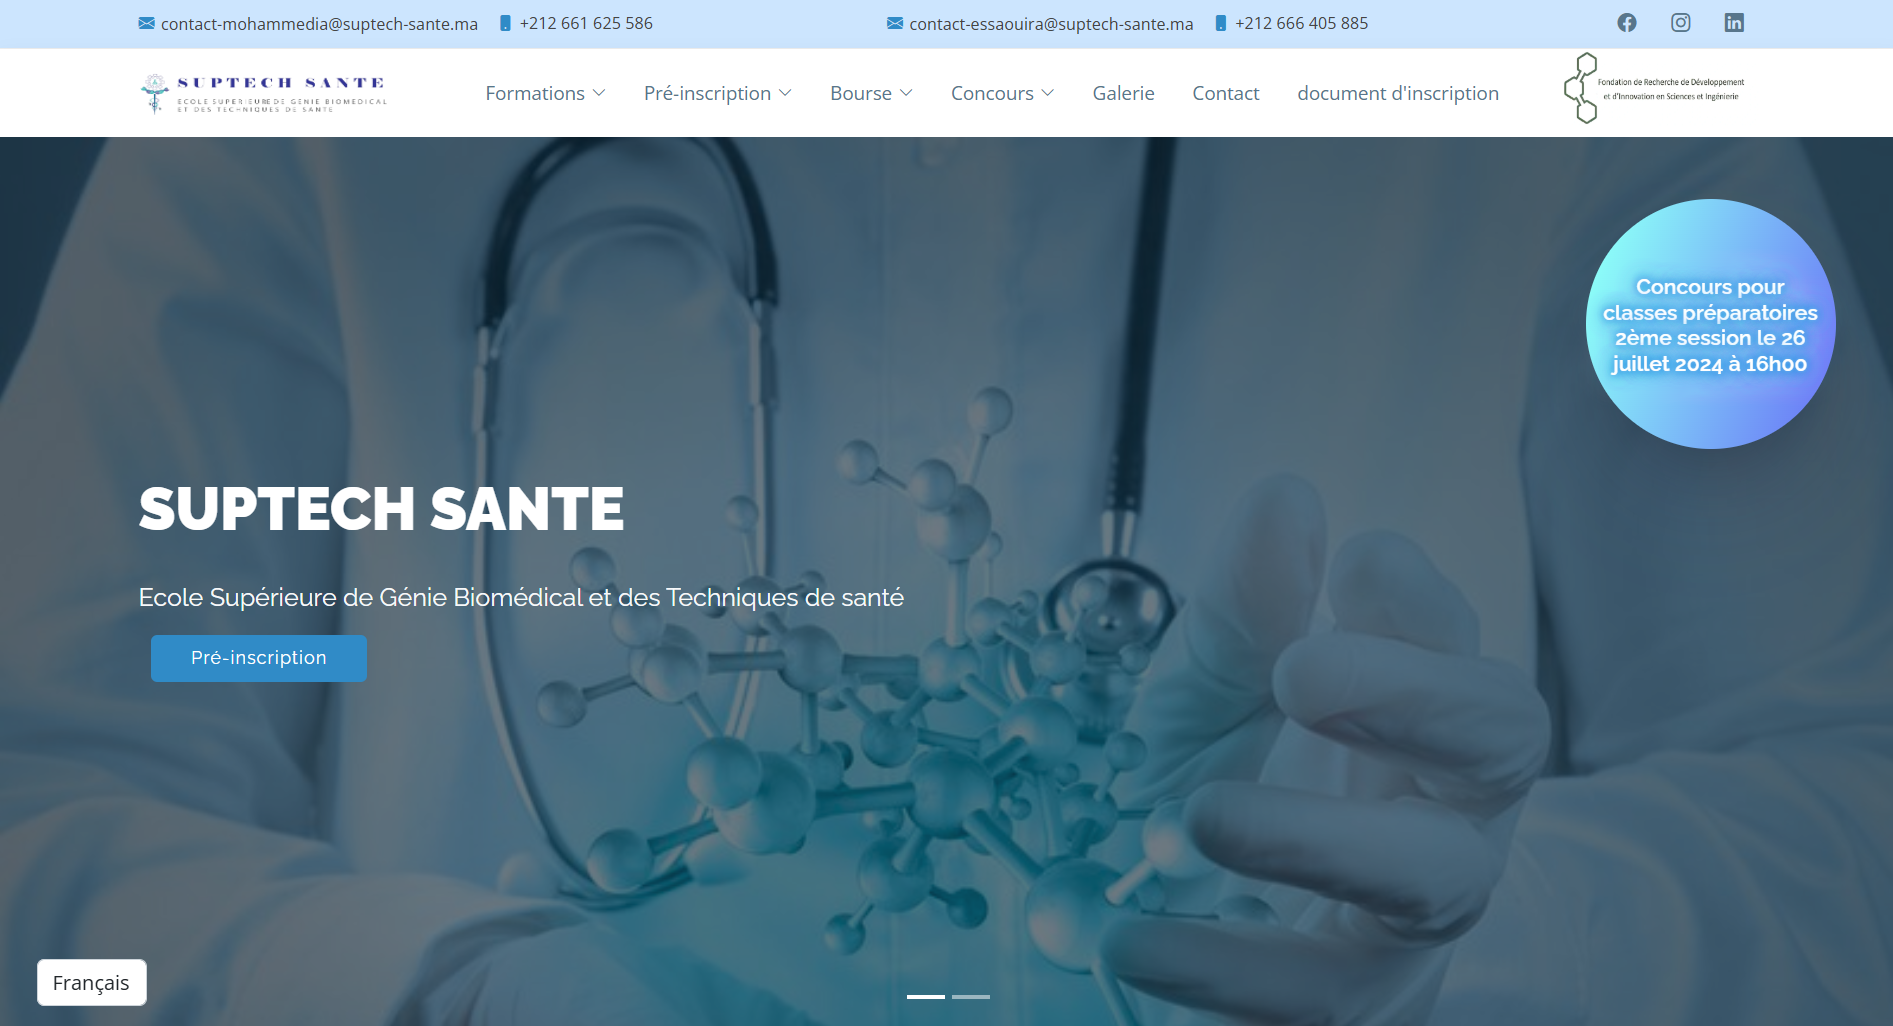 contact-mohammedia@suptech-sante.ma +212 661 625 586 contact-essaouira@suptech-sante.ma +212 666 405 885
SUPTECH SANTE
ECOLE SUPERIEURE DE GENIE BIOMEDICAL
ET DES TECHNIQUES DE SANTE
Formations Pré-inscription Bourse Concours Galerie Contact document d'inscription
Fondation de Recherche de Développement
et d'Innovation en Sciences et Ingénierie
Concours pour
classes préparatoires
2ème session le 26
juillet 2024 à 16h00
SUPTECH SANTE
Ecole Supérieure de Génie Biomédical et des Techniques de santé
Pré-inscription
Français